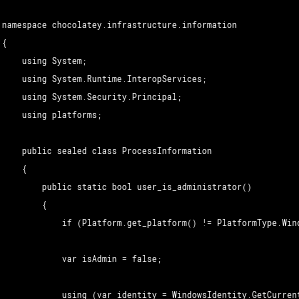 namespace chocolatey.infrastructure.information
{
using System;
using System.Runtime.InteropServices;
using System.Security.Principal;
using platforms;
public sealed class ProcessInformation
{
public static bool user_is_administrator()
{
if (Platform.get_platform() != PlatformType.Wind
var isAdmin = false;
using (var identity = WindowsIdentity.GetCurrent